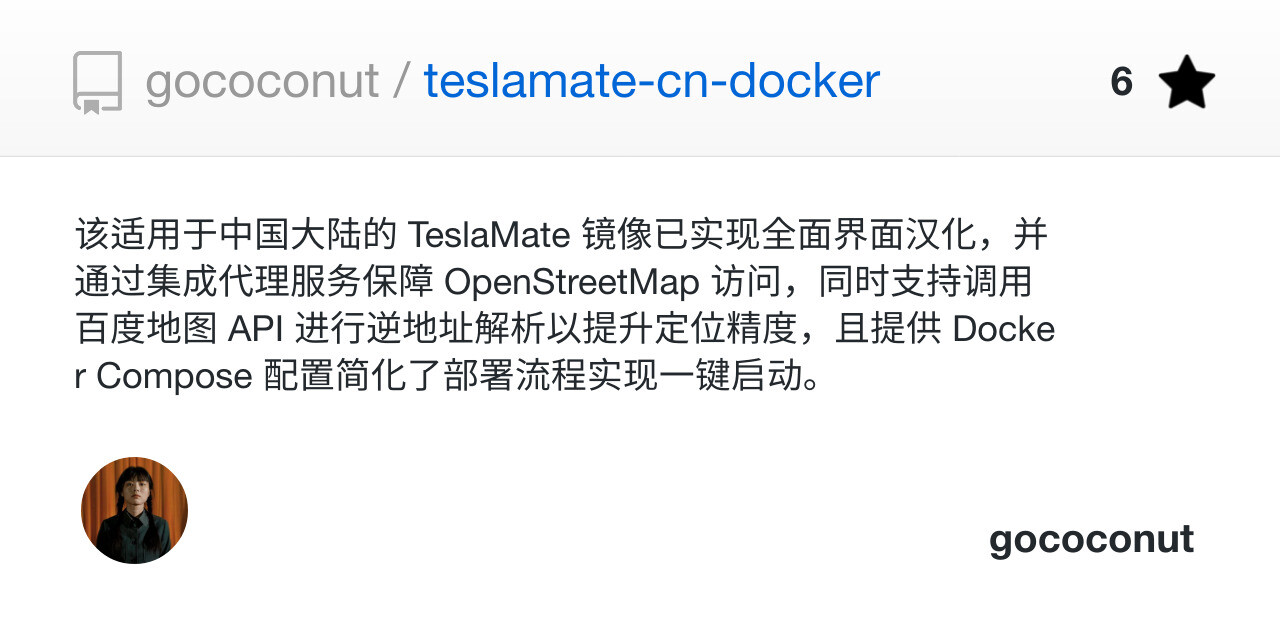 gococonut / teslamate-cn-docker
6
该适用于中国大陆的 TeslaMate 镜像已实现全面界面汉化，并
通过集成代理服务保障 OpenStreetMap 访问，同时支持调用
百度地图 API 进行逆地址解析以提升定位精度，且提供 Docke
r Compose 配置简化了部署流程实现一键启动。
gococonut